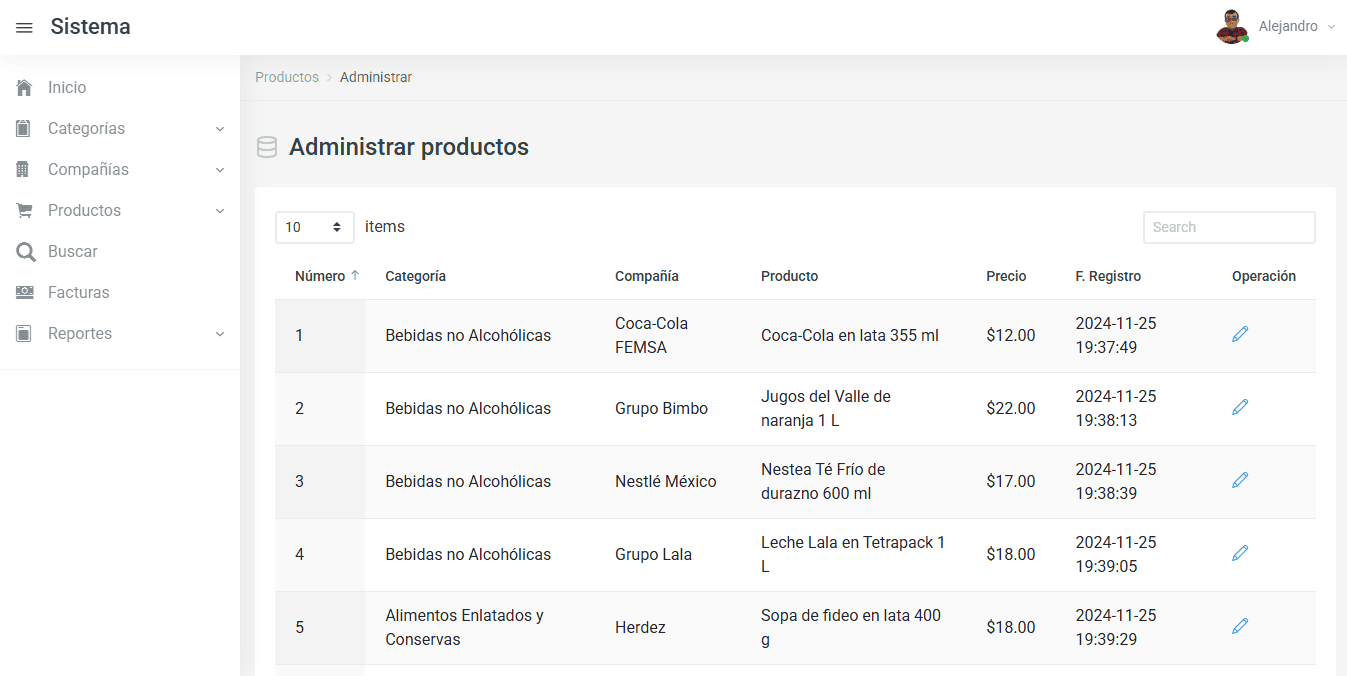 Sistema
Alejandro
Inicio
Categorías
Compañías
Productos
Buscar
Facturas
Reportes
Productos > Administrar
Administrar productos
10 items
Search
Número ↑ Categoría Compañía Producto Precio F. Registro Operación
1 Bebidas no Alcohólicas Coca-Cola FEMSA Coca-Cola en lata 355 ml $12.00 2024-11-25 19:37:49
2 Bebidas no Alcohólicas Grupo Bimbo Jugos del Valle de naranja 1 L $22.00 2024-11-25 19:38:13
3 Bebidas no Alcohólicas Nestlé México Nestea Té Frío de durazno 600 ml $17.00 2024-11-25 19:38:39
4 Bebidas no Alcohólicas Grupo Lala Leche Lala en Tetrapack 1 L $18.00 2024-11-25 19:39:05
5 Alimentos Enlatados y Conservas Herdez Sopa de fideo en lata 400 g $18.00 2024-11-25 19:39:29